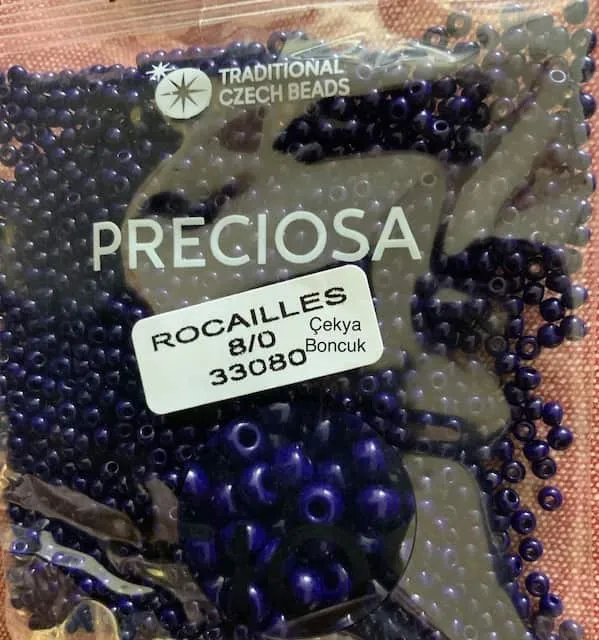 TRADITIONAL
CZECH BEADS
PRECIOSA
ROCAILLES
8/0
33080
Çekya
Boncuk